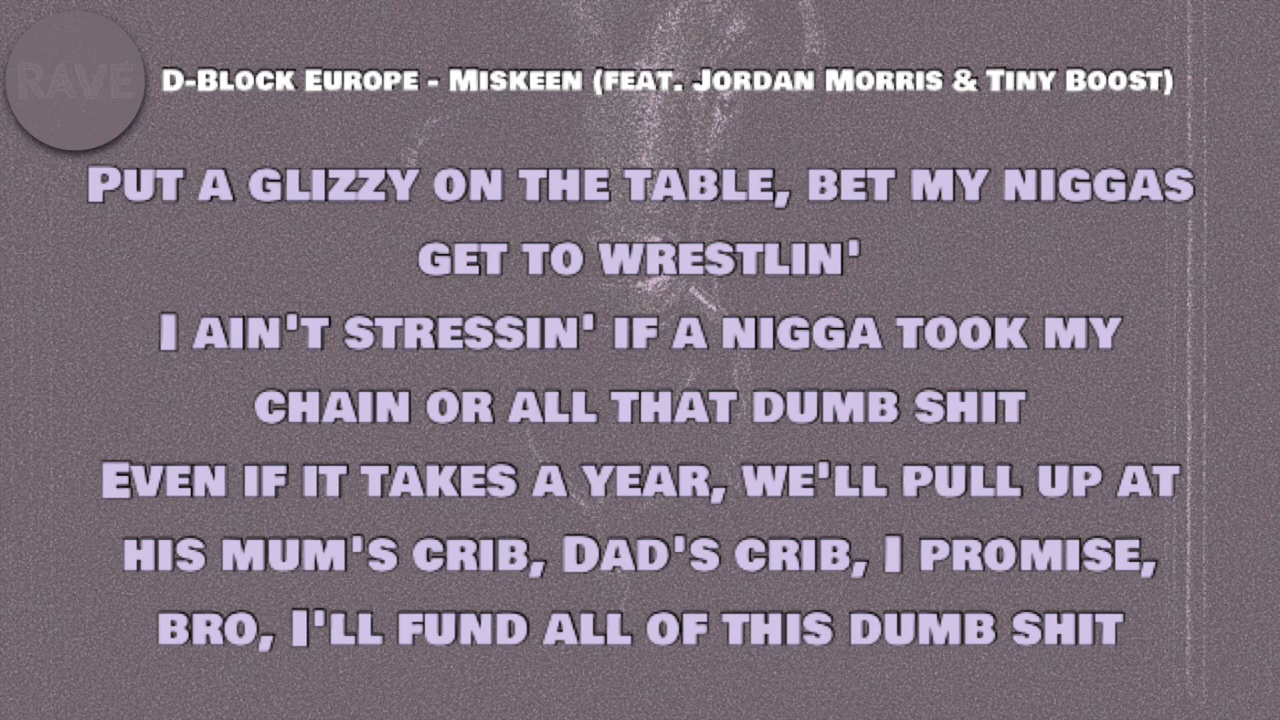 RAVE
D-Block Europe - Miskeen (feat. Jordan Morris & Tiny Boost)
Put a glizzy on the table, bet my niggas
get to wrestlin'
I ain't stressin' if a nigga took my
chain or all that dumb shit
Even if it takes a year, we'll pull up at
his mum's crib, Dad's crib, I promise,
bro, I'll fund all of this dumb shit